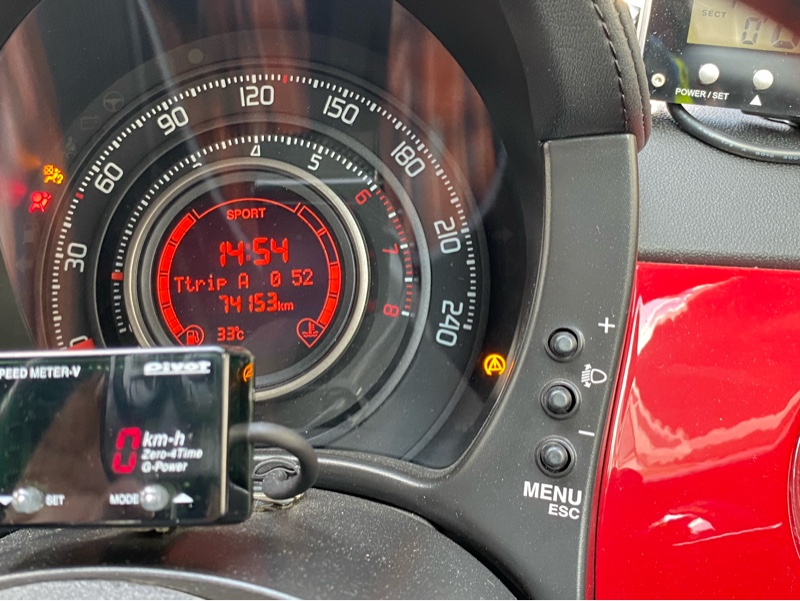 SECT
POWER/SET
30
60
90
120
150
180
210
240
4
5
6
7
8
SPORT
14:54
Ttrip A 0 52
74153km
33°C
+
−
MENU
ESC
PEED METER-V
PIVOT
0 km-h
Zero-4Time
G-Power
SET
MODE